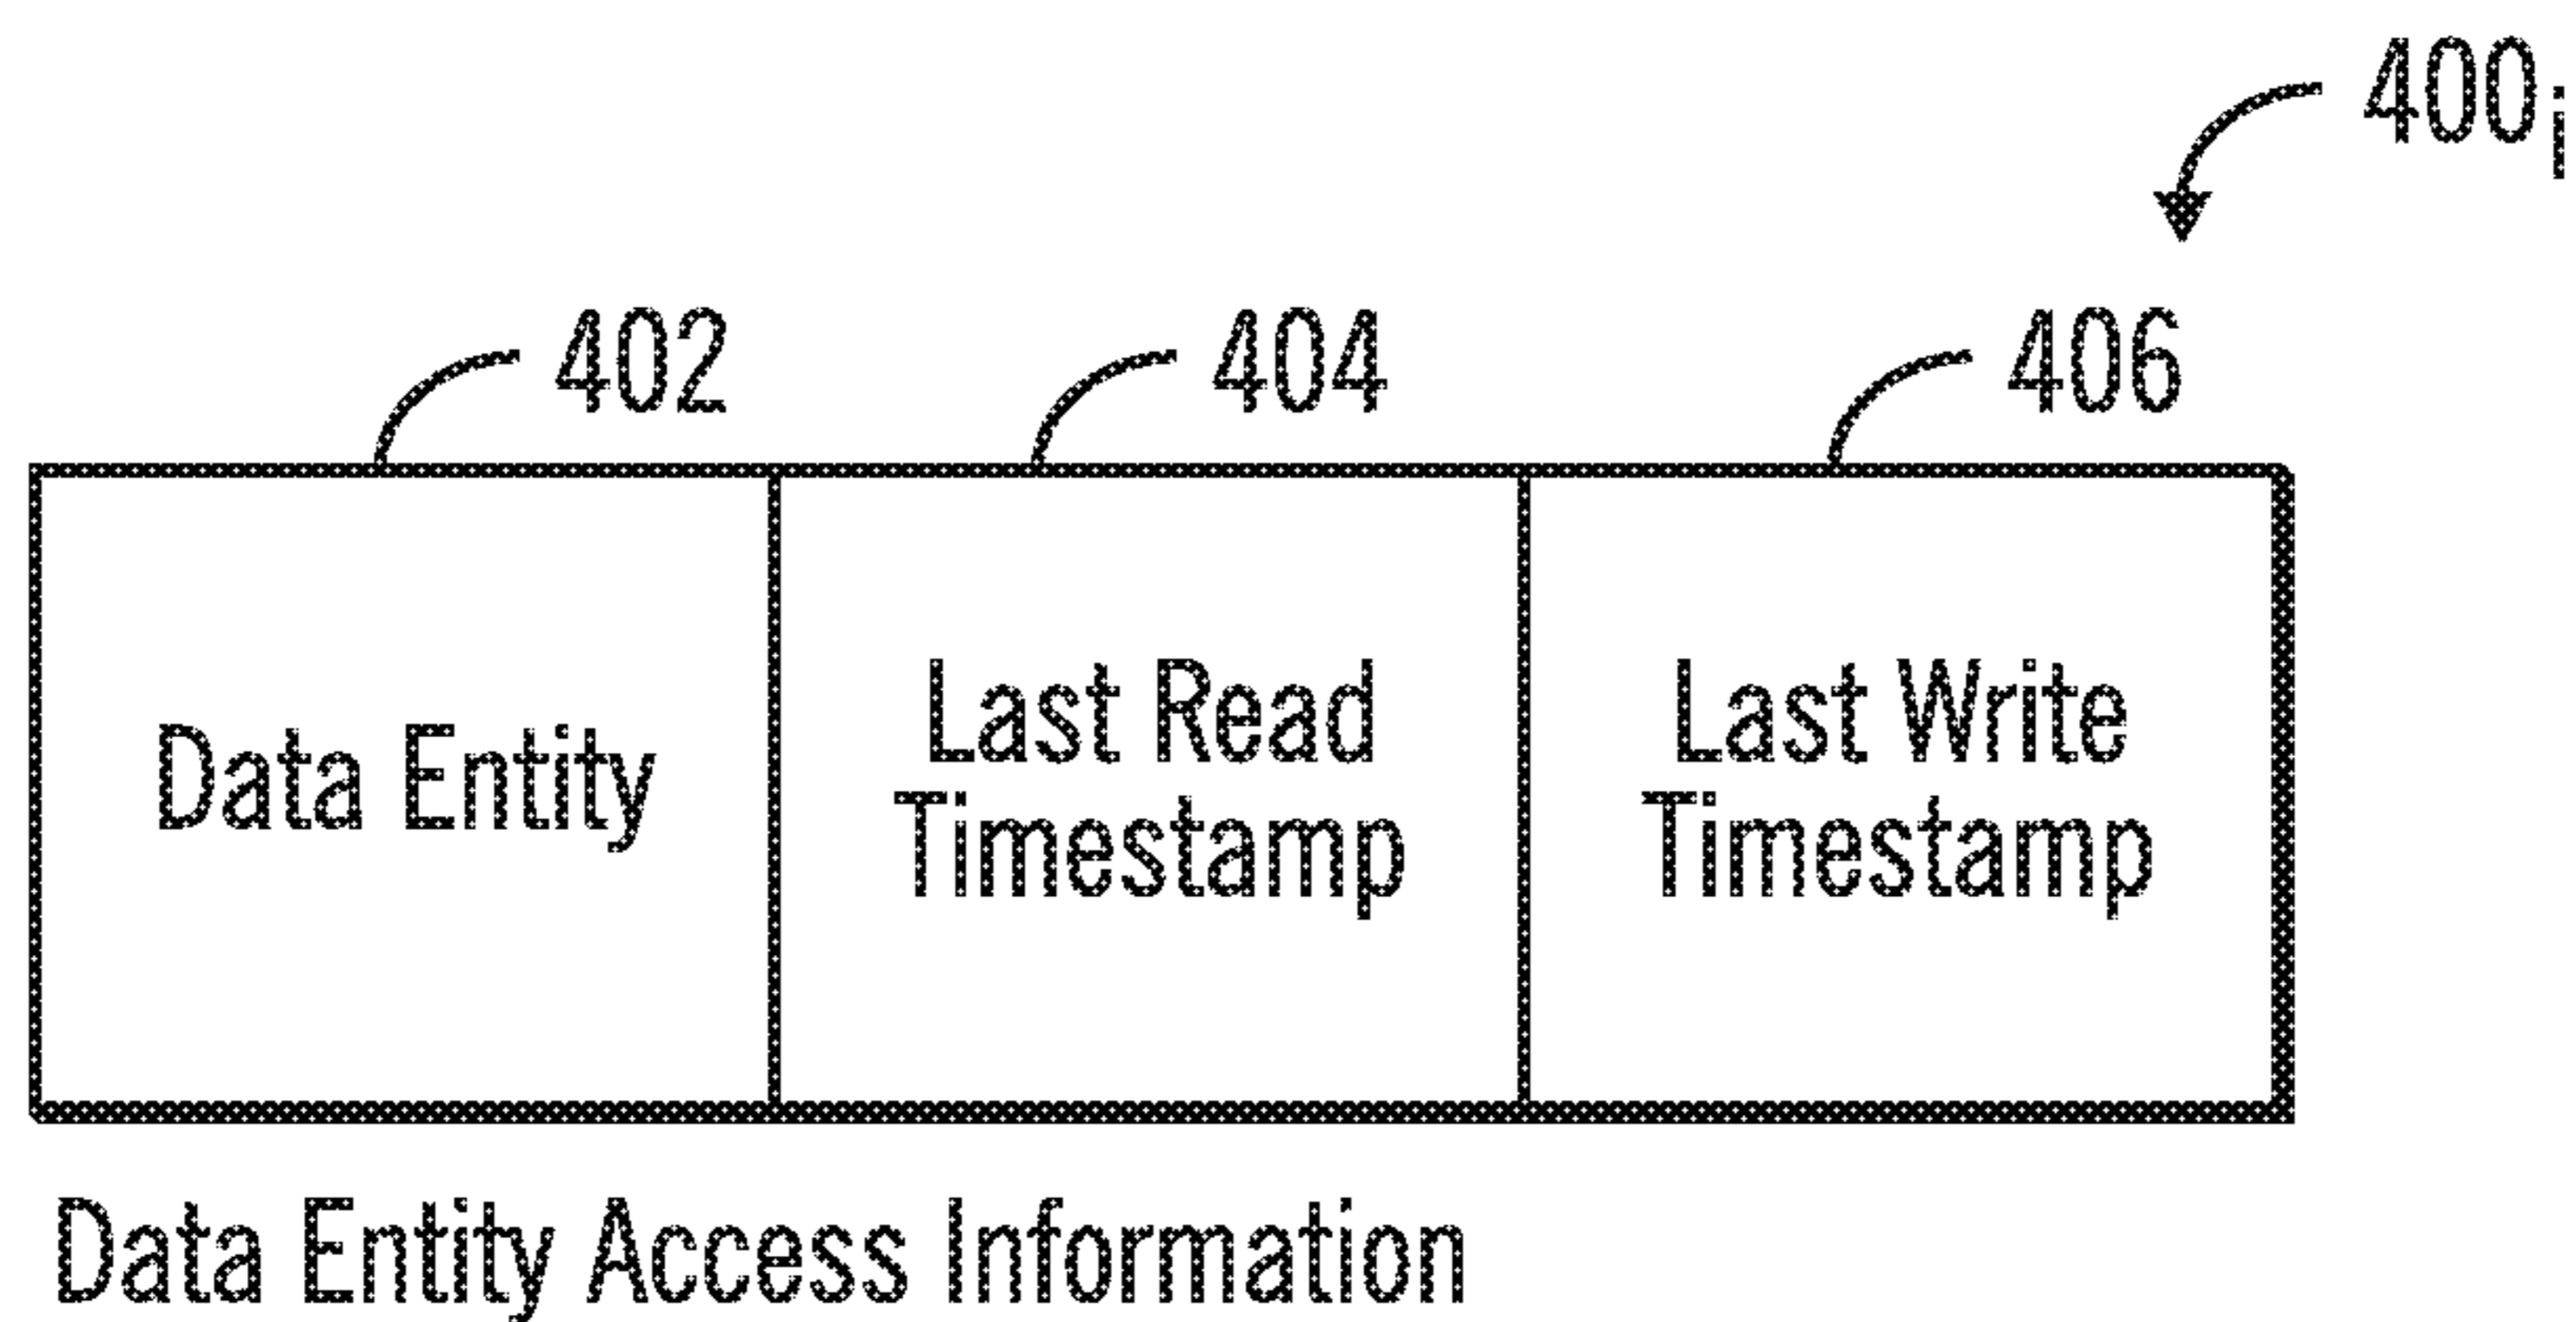 400i
402 404 406
Data Entity
Last Read
Timestamp
Last Write
Timestamp
Data Entity Access Information